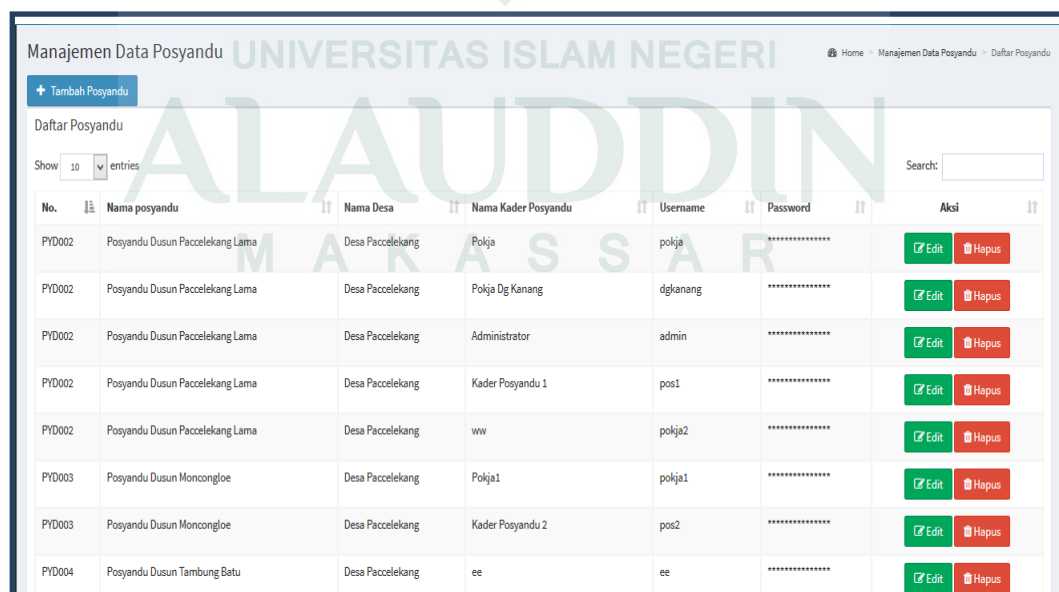 UNIVERSITAS ISLAM NEGERI
ALAUDDIN
MAKASSAR
Manajemen Data Posyandu
Home > Manajemen Data Posyandu > Daftar Posyandu
+ Tambah Posyandu
Daftar Posyandu
Show 10 entries Search:
No. Nama posyandu Nama Desa Nama Kader Posyandu Username Password Aksi
PYD002 Posyandu Dusun Paccelekang Lama Desa Paccelekang Pokja pokja *************** Edit Hapus
PYD002 Posyandu Dusun Paccelekang Lama Desa Paccelekang Pokja Dg Kanang dgkanang *************** Edit Hapus
PYD002 Posyandu Dusun Paccelekang Lama Desa Paccelekang Administrator admin *************** Edit Hapus
PYD002 Posyandu Dusun Paccelekang Lama Desa Paccelekang Kader Posyandu 1 pos1 *************** Edit Hapus
PYD002 Posyandu Dusun Paccelekang Lama Desa Paccelekang ww pokja2 *************** Edit Hapus
PYD003 Posyandu Dusun Moncongloe Desa Paccelekang Pokja1 pokja1 *************** Edit Hapus
PYD003 Posyandu Dusun Moncongloe Desa Paccelekang Kader Posyandu 2 pos2 *************** Edit Hapus
PYD004 Posyandu Dusun Tambung Batu Desa Paccelekang ee ee *************** Edit Hapus